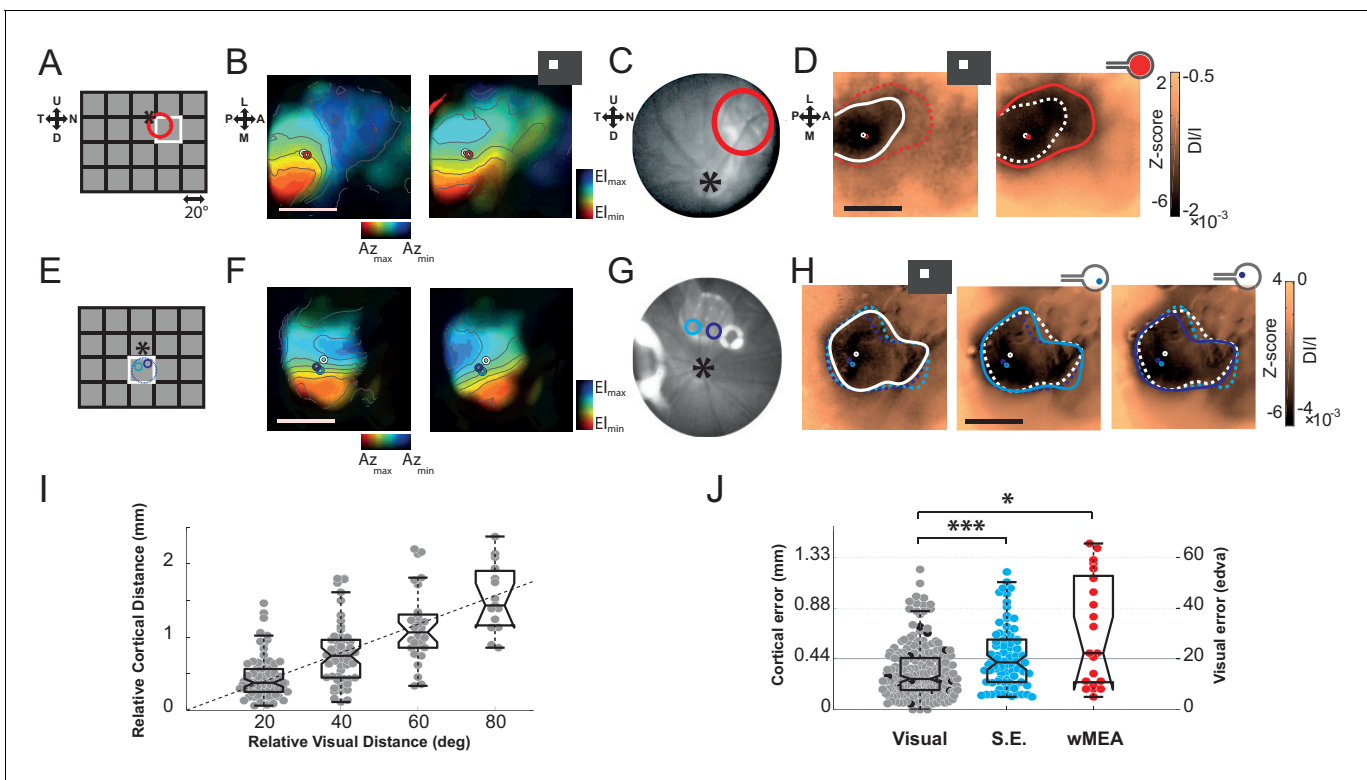 A
B
C
D
U
T N
D
*
20°
L
P A
M
Az max Az min
El max
El min
U
T N
D
*
L
P A
M
2
Z-score
-6
-0.5
DI/I
-2
×10⁻³
E
F
G
H
*
Az max Az min
El max
El min
*
4
Z-score
-6
0
DI/I
-4
×10⁻³
I
Relative Cortical Distance (mm)
2
1
0
20 40 60 80
Relative Visual Distance (deg)
J
*
***
Cortical error (mm)
1.33
0.88
0.44
0
60
40
20
0
Visual error (edva)
Visual S.E. wMEA